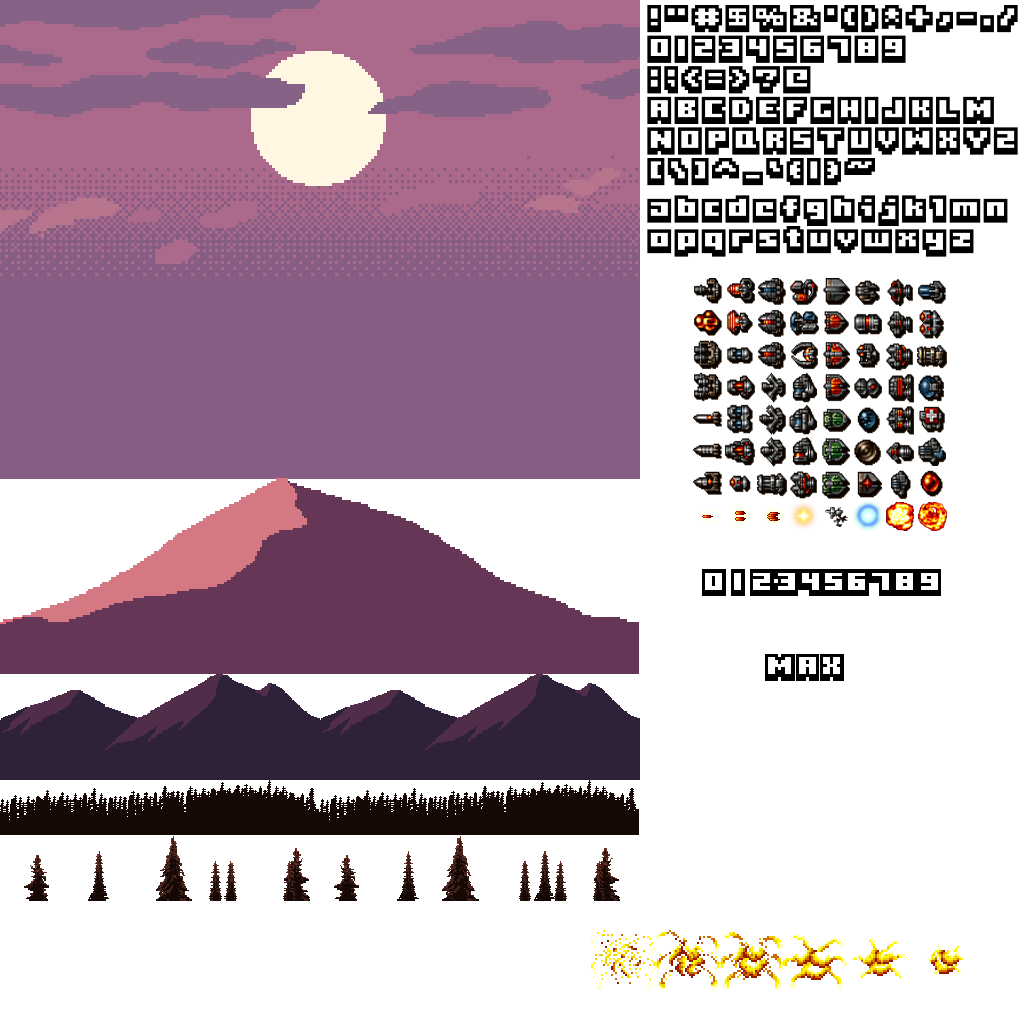 !"#$%&'()*+,-./
0123456789
:;<=>?@
ABCDEFGHIJKLM
NOPQRSTUVWXYZ
[\]^_`{|}~
abcdefghijklmn
opqrstuvwxyz
0123456789
MAX